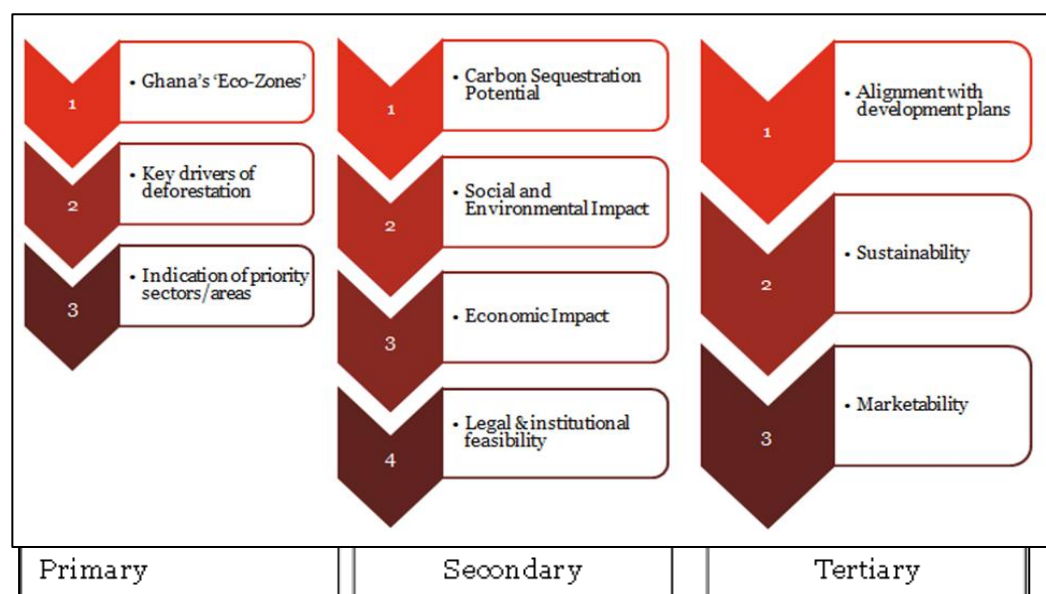 1
• Ghana's 'Eco-Zones'
2
• Key drivers of
deforestation
3
• Indication of priority
sectors/areas
1
• Carbon Sequestration
Potential
2
• Social and
Environmental Impact
3
• Economic Impact
4
• Legal & institutional
feasibility
1
• Alignment with
development plans
2
• Sustainability
3
• Marketability
Primary
Secondary
Tertiary